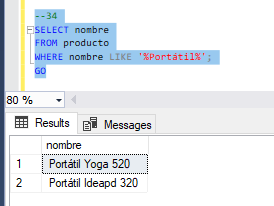 --34
SELECT nombre
FROM producto
WHERE nombre LIKE '%Portátil%';
GO
80 %
Results Messages
nombre
1 Portátil Yoga 520
2 Portátil Ideapd 320